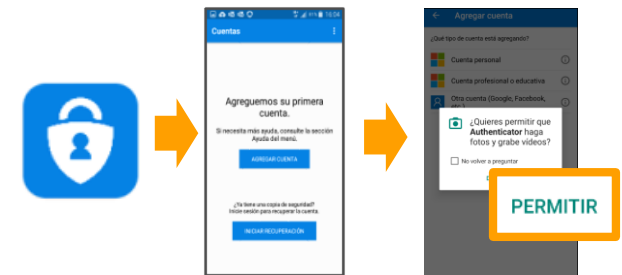 16:04
Cuentas
Agreguemos su primera
cuenta.
Si necesita más ayuda, consulte la sección
Ayuda del menú.
AGREGAR CUENTA
¿Ya tiene una copia de seguridad?
Inicie sesión para recuperar la cuenta.
INICIAR RECUPERACIÓN
Agregar cuenta
¿Qué tipo de cuenta está agregando?
Cuenta personal
Cuenta profesional o educativa
Otra cuenta (Google, Facebook,
etc.)
¿Quieres permitir que
Authenticator haga
fotos y grabe vídeos?
No volver a preguntar
PERMITIR